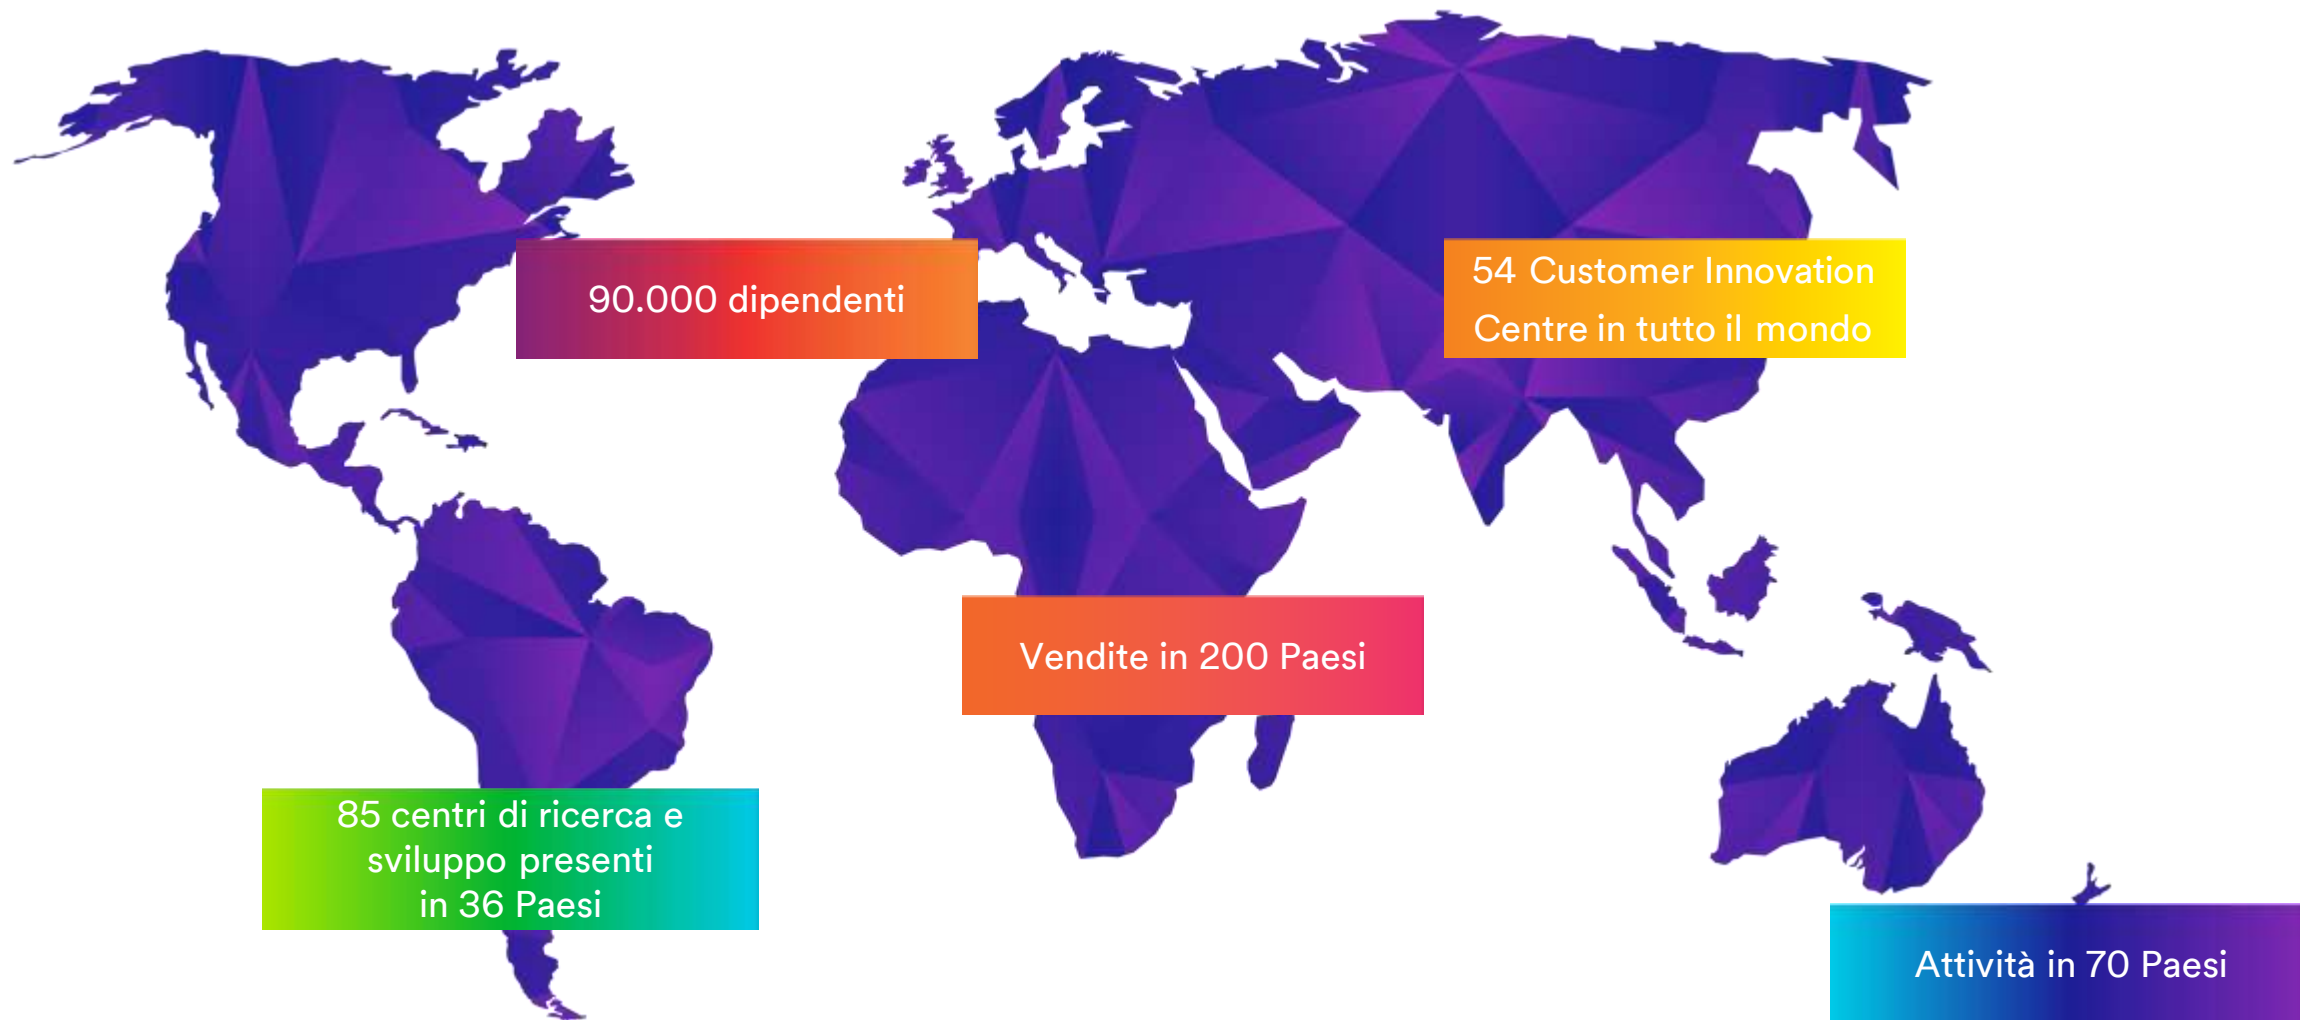 90.000 dipendenti
54 Customer Innovation
Centre in tutto il mondo
Vendite in 200 Paesi
85 centri di ricerca e
sviluppo presenti
in 36 Paesi
Attività in 70 Paesi